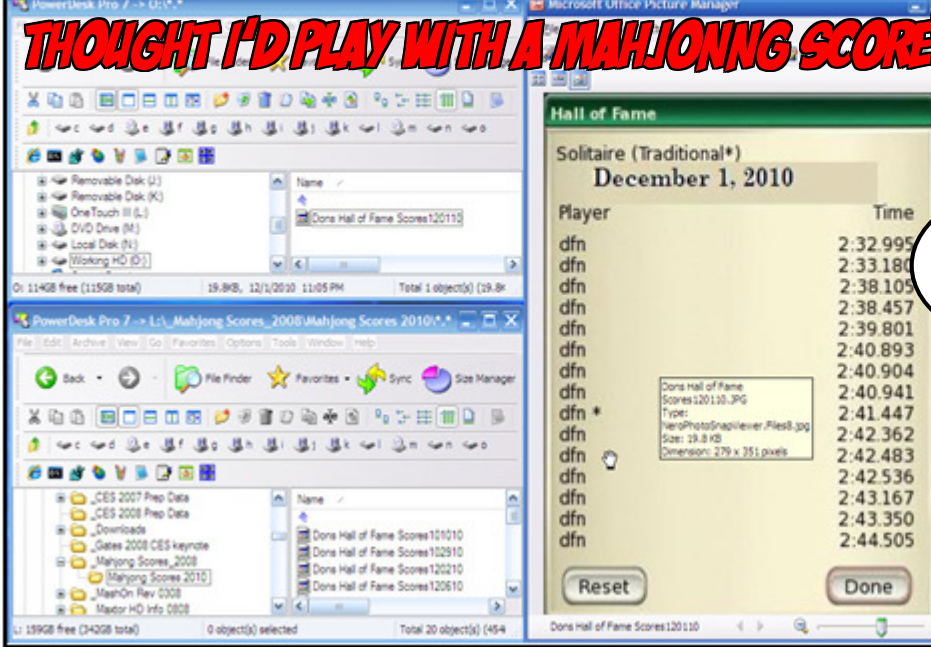 PowerDesk Pro 7 -> O:\*.*
Microsoft Office Picture Manager
THOUGHT I'D PLAY WITH A MAHJONNG SCORE
c d e f g h i j k l m n o
Removable Disk (J:)
Removable Disk (K:)
OneTouch III (L:)
DVD Drive (M:)
Local Disk (N:)
Working HD (O:)
Name
Dons Hall of Fame Scores120110
O: 114GB free (115GB total)
19.8KB, 12/1/2010 11:05 PM
Total 1 object(s) (19.8K
PowerDesk Pro 7 -> L:\_Mahjong Scores_2008\Mahjong Scores 2010\*.*
File Edit Archive View Go Favorites Options Tools Window Help
Back File Finder Favorites Sync Size Manager
c d e f g h i j k l m n o
_CES 2007 Prep Data
_CES 2008 Prep Data
_Downloads
_Gates 2008 CES keynote
_Mahjong Scores_2008
Mahjong Scores 2010
_MashOn Rev 0308
Maxtor HD Info 0808
Name
Dons Hall of Fame Scores101010
Dons Hall of Fame Scores102910
Dons Hall of Fame Scores120210
Dons Hall of Fame Scores120610
L: 159GB free (342GB total)
0 object(s) selected
Total 20 object(s) (454
Hall of Fame
Solitaire (Traditional*)
December 1, 2010
Player Time
dfn 2:32.995
dfn 2:33.180
dfn 2:38.105
dfn 2:38.457
dfn 2:39.801
dfn 2:40.893
dfn 2:40.904
dfn 2:40.941
dfn * 2:41.447
dfn 2:42.362
dfn 2:42.483
dfn 2:42.536
dfn 2:43.167
dfn 2:43.350
dfn 2:44.505
Dons Hall of Fame
Scores120110.JPG
Type:
NeroPhotoSnapViewer.Files8.jpg
Size: 19.8 KB
Dimension: 279 x 351 pixels
Reset Done
Dons Hall of Fame Scores120110